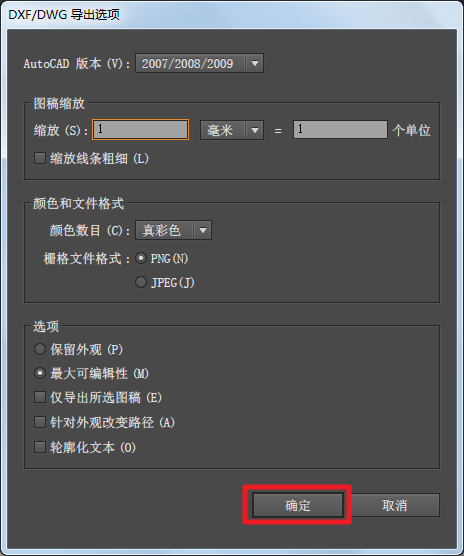 DXF/DWG 导出选项
AutoCAD 版本(V): 2007/2008/2009
图稿缩放
缩放(S): 1 毫米 = 1 个单位
缩放线条粗细(L)
颜色和文件格式
颜色数目(C): 真彩色
栅格文件格式: PNG(N)
JPEG(J)
选项
保留外观(P)
最大可编辑性(M)
仅导出所选图稿(E)
针对外观改变路径(A)
轮廓化文本(O)
确定 取消